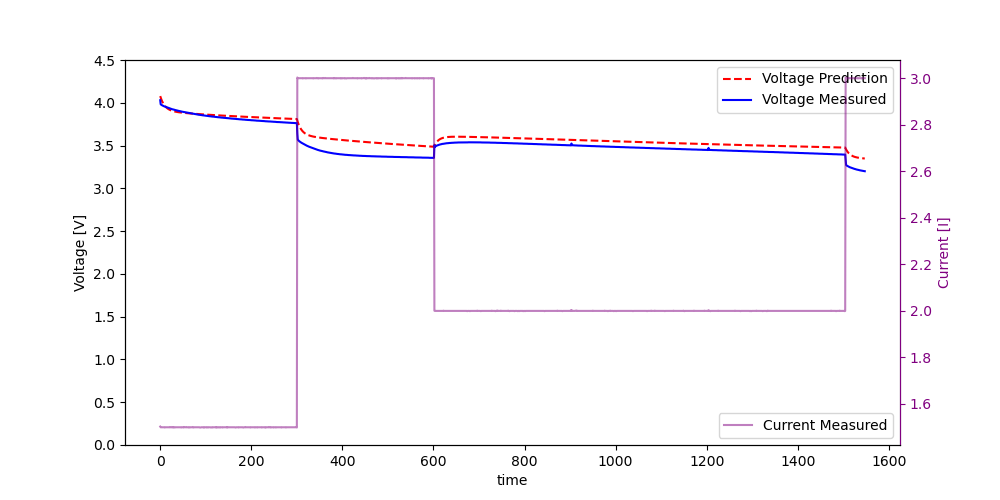 Voltage Prediction
Voltage Measured
Current Measured
Voltage [V]
4.5
4.0
3.5
3.0
2.5
2.0
1.5
1.0
0.5
0.0
3.0
2.8
2.6
2.4
2.2
2.0
1.8
1.6
Current [I]
0 200 400 600 800 1000 1200 1400 1600
time